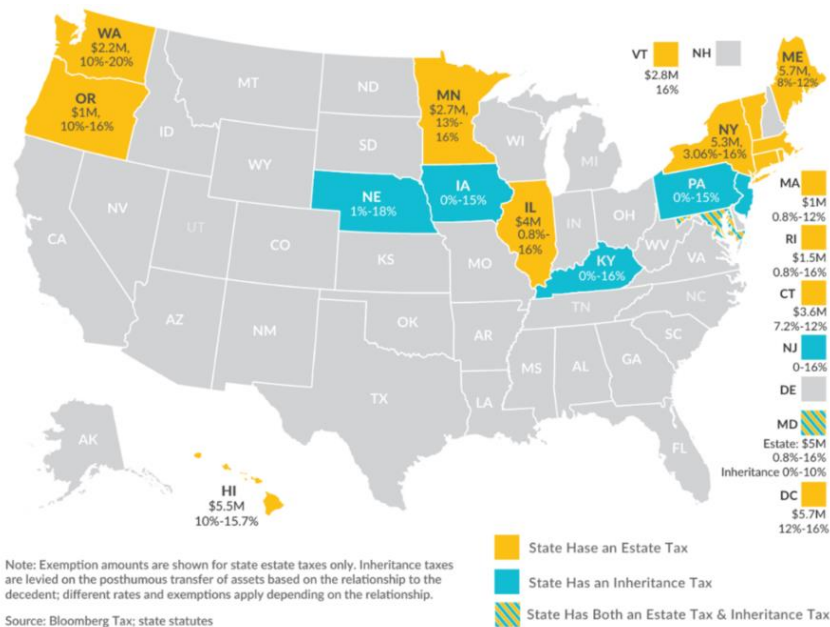 WA
$2.2M,
10%-20%
OR
$1M,
10%-16%
MT
ID
WY
NV
UT
CA
CO
AZ
NM
ND
SD
MN
$2.7M,
13%-
16%
NE
1%-18%
KS
OK
TX
IA
0%-15%
WI
MI
IL
$4M
0.8%-
16%
IN
OH
MO
KY
0%-16%
WV
VA
TN
NC
AR
SC
MS
AL
GA
LA
FL
PA
0%-15%
NY
5.3M,
3.06%-16%
VT
$2.8M
16%
NH
ME
5.7M,
8%-12%
MA
$1M
0.8%-12%
RI
$1.5M
0.8%-16%
CT
$3.6M
7.2%-12%
NJ
0-16%
DE
MD
Estate: $5M
0.8%-16%
Inheritance 0%-10%
DC
$5.7M
12%-16%
AK
HI
$5.5M
10%-15.7%
State Hase an Estate Tax
State Has an Inheritance Tax
State Has Both an Estate Tax & Inheritance Tax
Note: Exemption amounts are shown for state estate taxes only. Inheritance taxes
are levied on the posthumous transfer of assets based on the relationship to the
decedent; different rates and exemptions apply depending on the relationship.
Source: Bloomberg Tax; state statutes